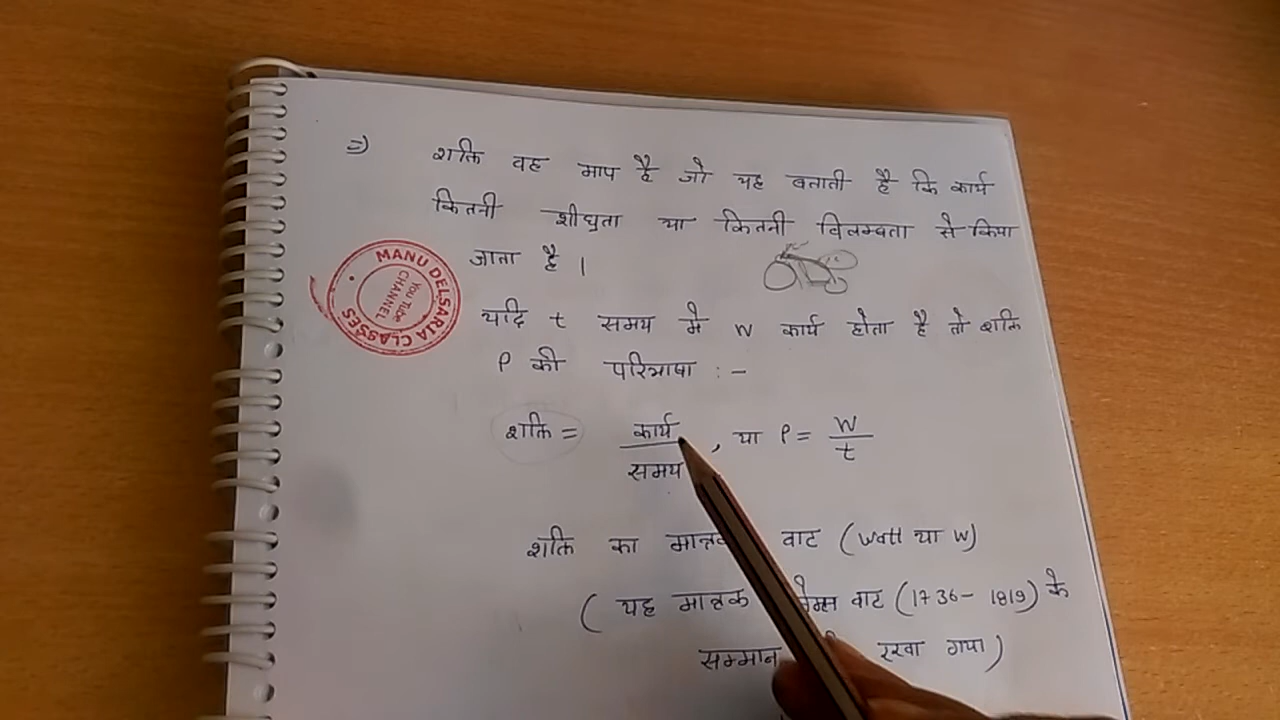 =) शक्ति वह माप है जो यह बताती है कि कार्य
कितनी शीघ्रता या कितनी विलम्बता से किया
जाता है ।
MANU DELSARIA CLASSES
You Tube
CHANNEL
यदि t समय मे W कार्य होता है तो शक्ति
P की परिभाषा :-
शक्ति = कार्य / समय , या P = W / t
शक्ति का वाट (Watt या W)
( यह मात्रक वाट (1736- 1819) के
सम्मान रखा गया )